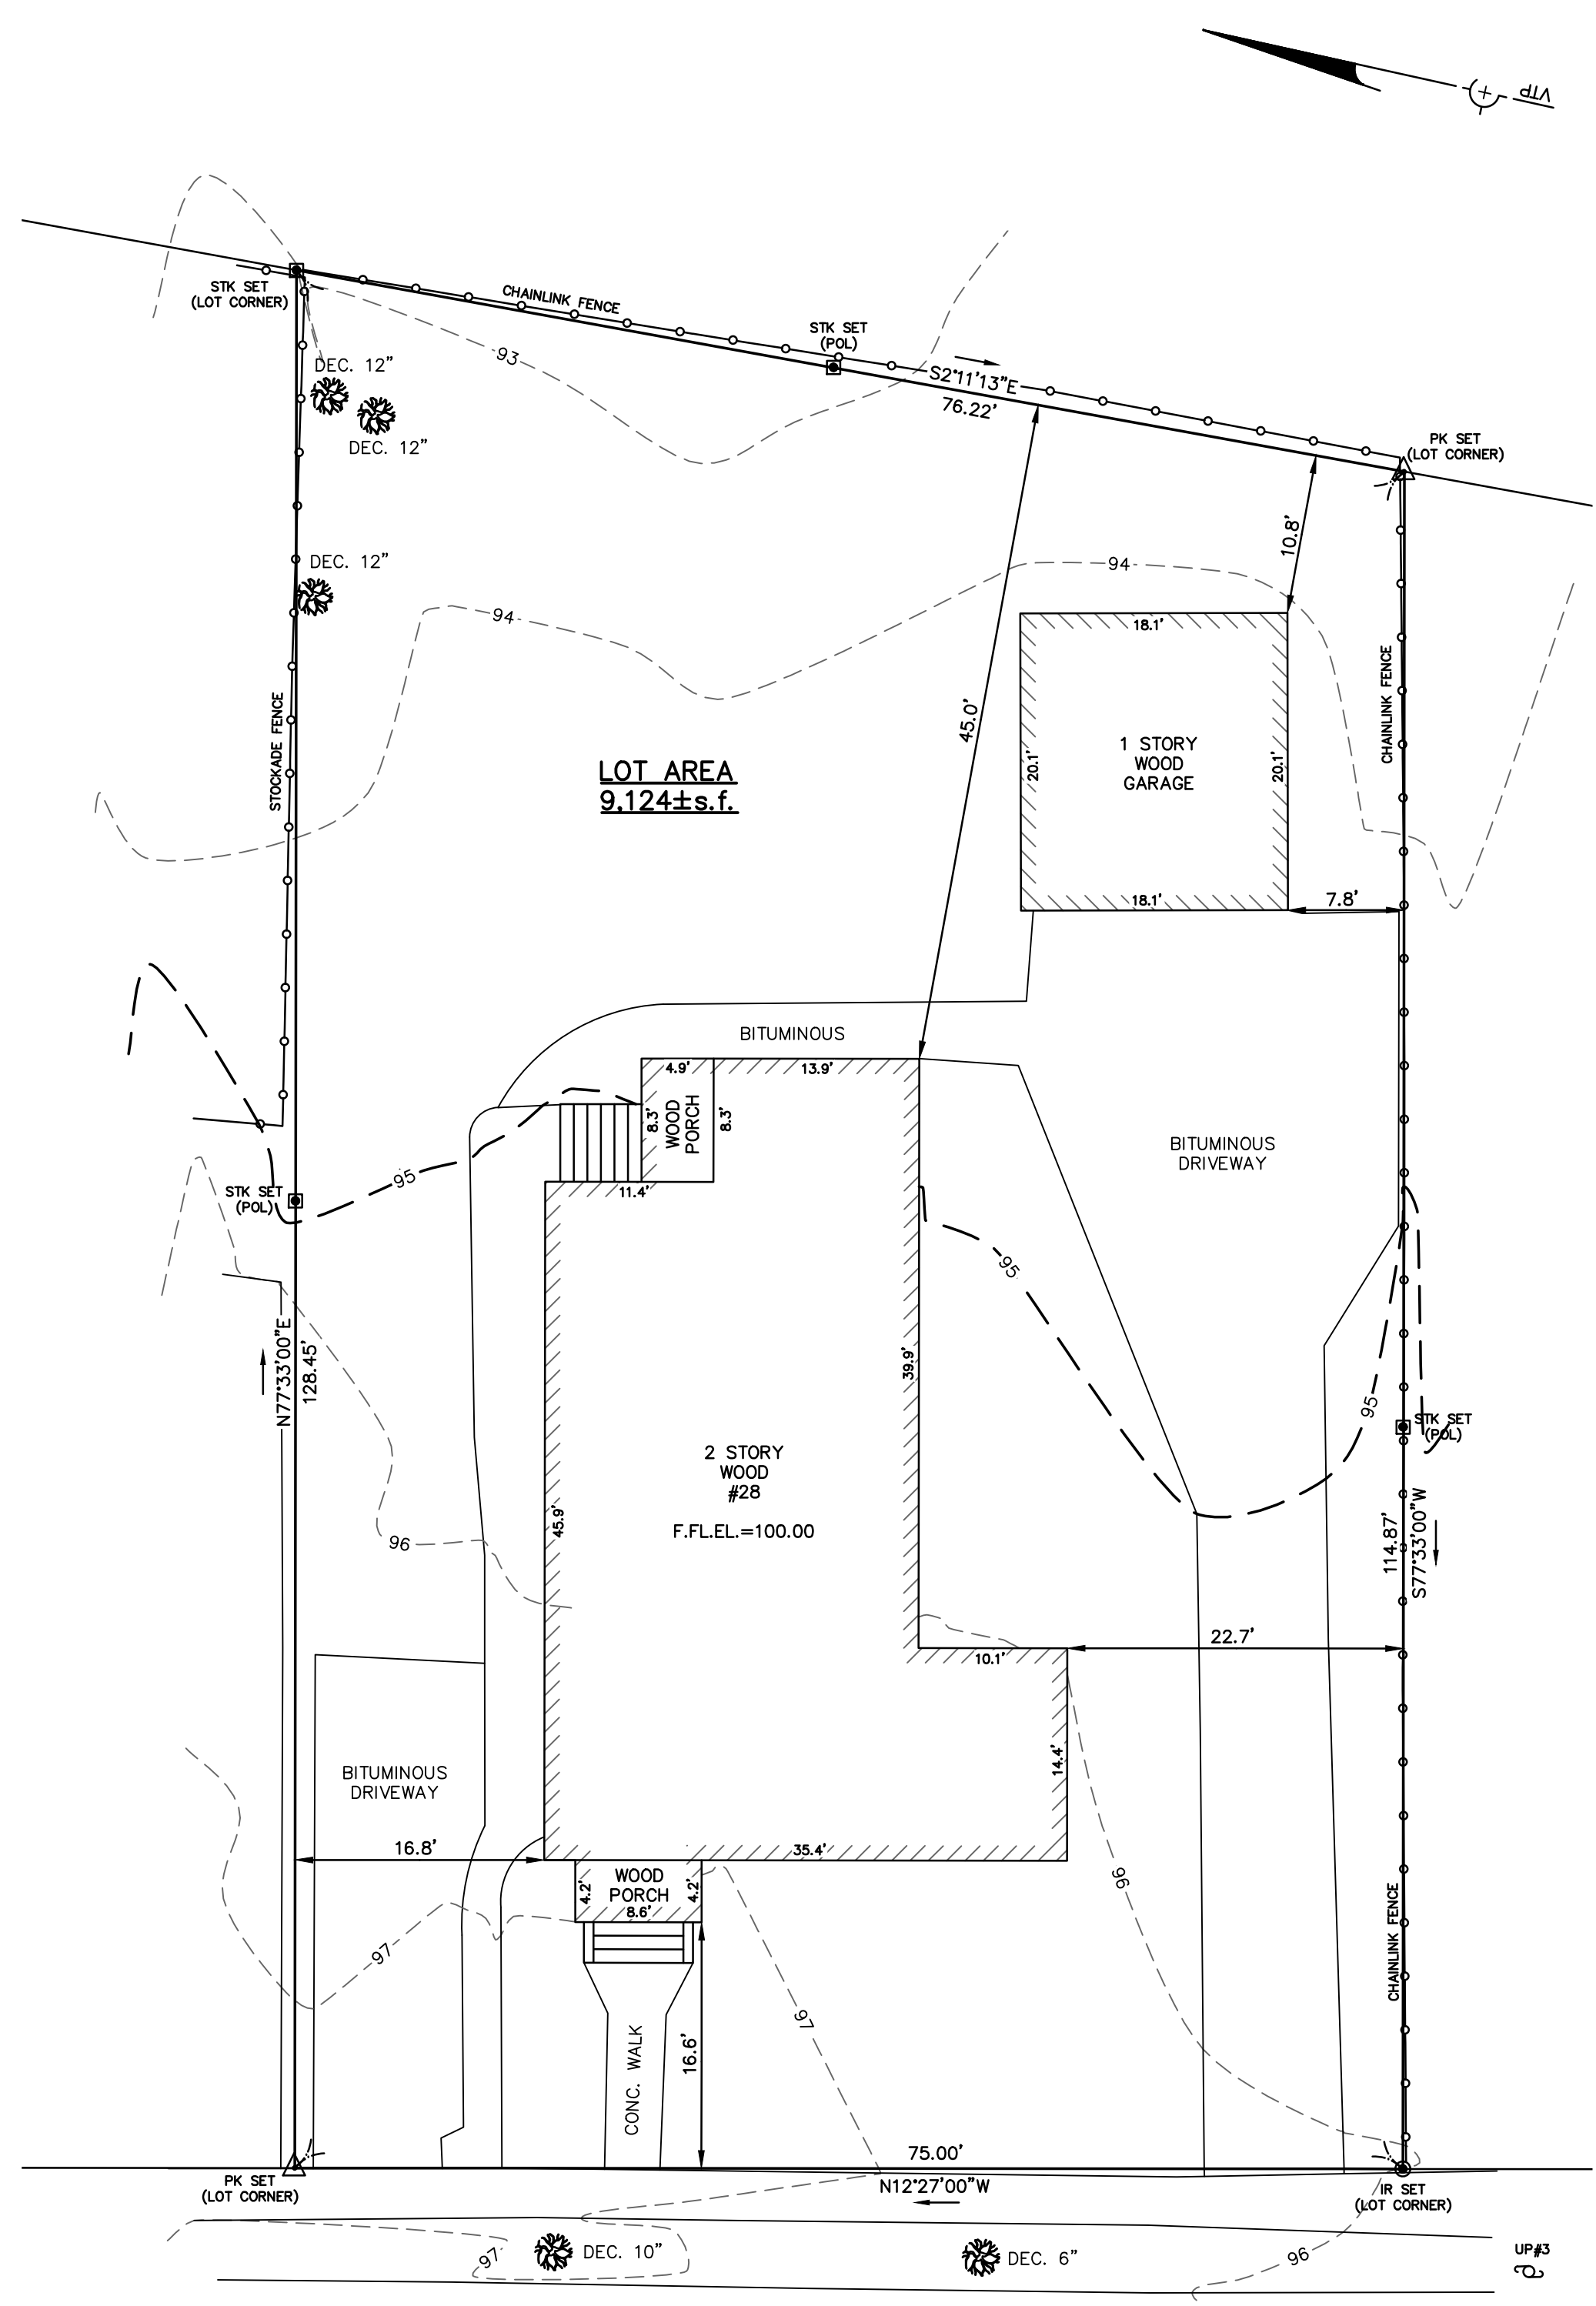 VTP
STK SET
(LOT CORNER)
CHAINLINK FENCE
STK SET
(POL)
S2°11'13"E
76.22'
PK SET
(LOT CORNER)
93
DEC. 12"
DEC. 12"
DEC. 12"
10.8'
94
94
18.1'
45.0'
STOCKADE FENCE
LOT AREA
9,124±s.f.
20.1'
1 STORY
WOOD
GARAGE
20.1'
CHAINLINK FENCE
18.1'
7.8'
BITUMINOUS
4.9'
13.9'
8.3'
WOOD
PORCH
8.3'
BITUMINOUS
DRIVEWAY
95
STK SET
(POL)
11.4'
95
N77°33'00"E
128.45'
39.9'
95
STK SET
(POL)
2 STORY
WOOD
#28
F.FL.EL.=100.00
45.9'
96
114.87'
S77°33'00"W
22.7'
10.1'
14.4'
BITUMINOUS
DRIVEWAY
16.8'
35.4'
WOOD
PORCH
4.2'
4.2'
8.6'
96
97
CHAINLINK FENCE
97
CONC. WALK
16.6'
75.00'
N12°27'00"W
PK SET
(LOT CORNER)
IR SET
(LOT CORNER)
97
DEC. 10"
DEC. 6"
96
UP#3